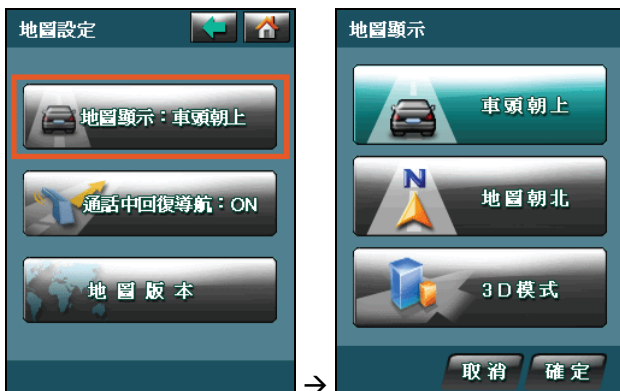 地圖設定
地圖顯示：車頭朝上
通話中回復導航：ON
地圖版本
→
地圖顯示
車頭朝上
N
地圖朝北
3D模式
取消
確定